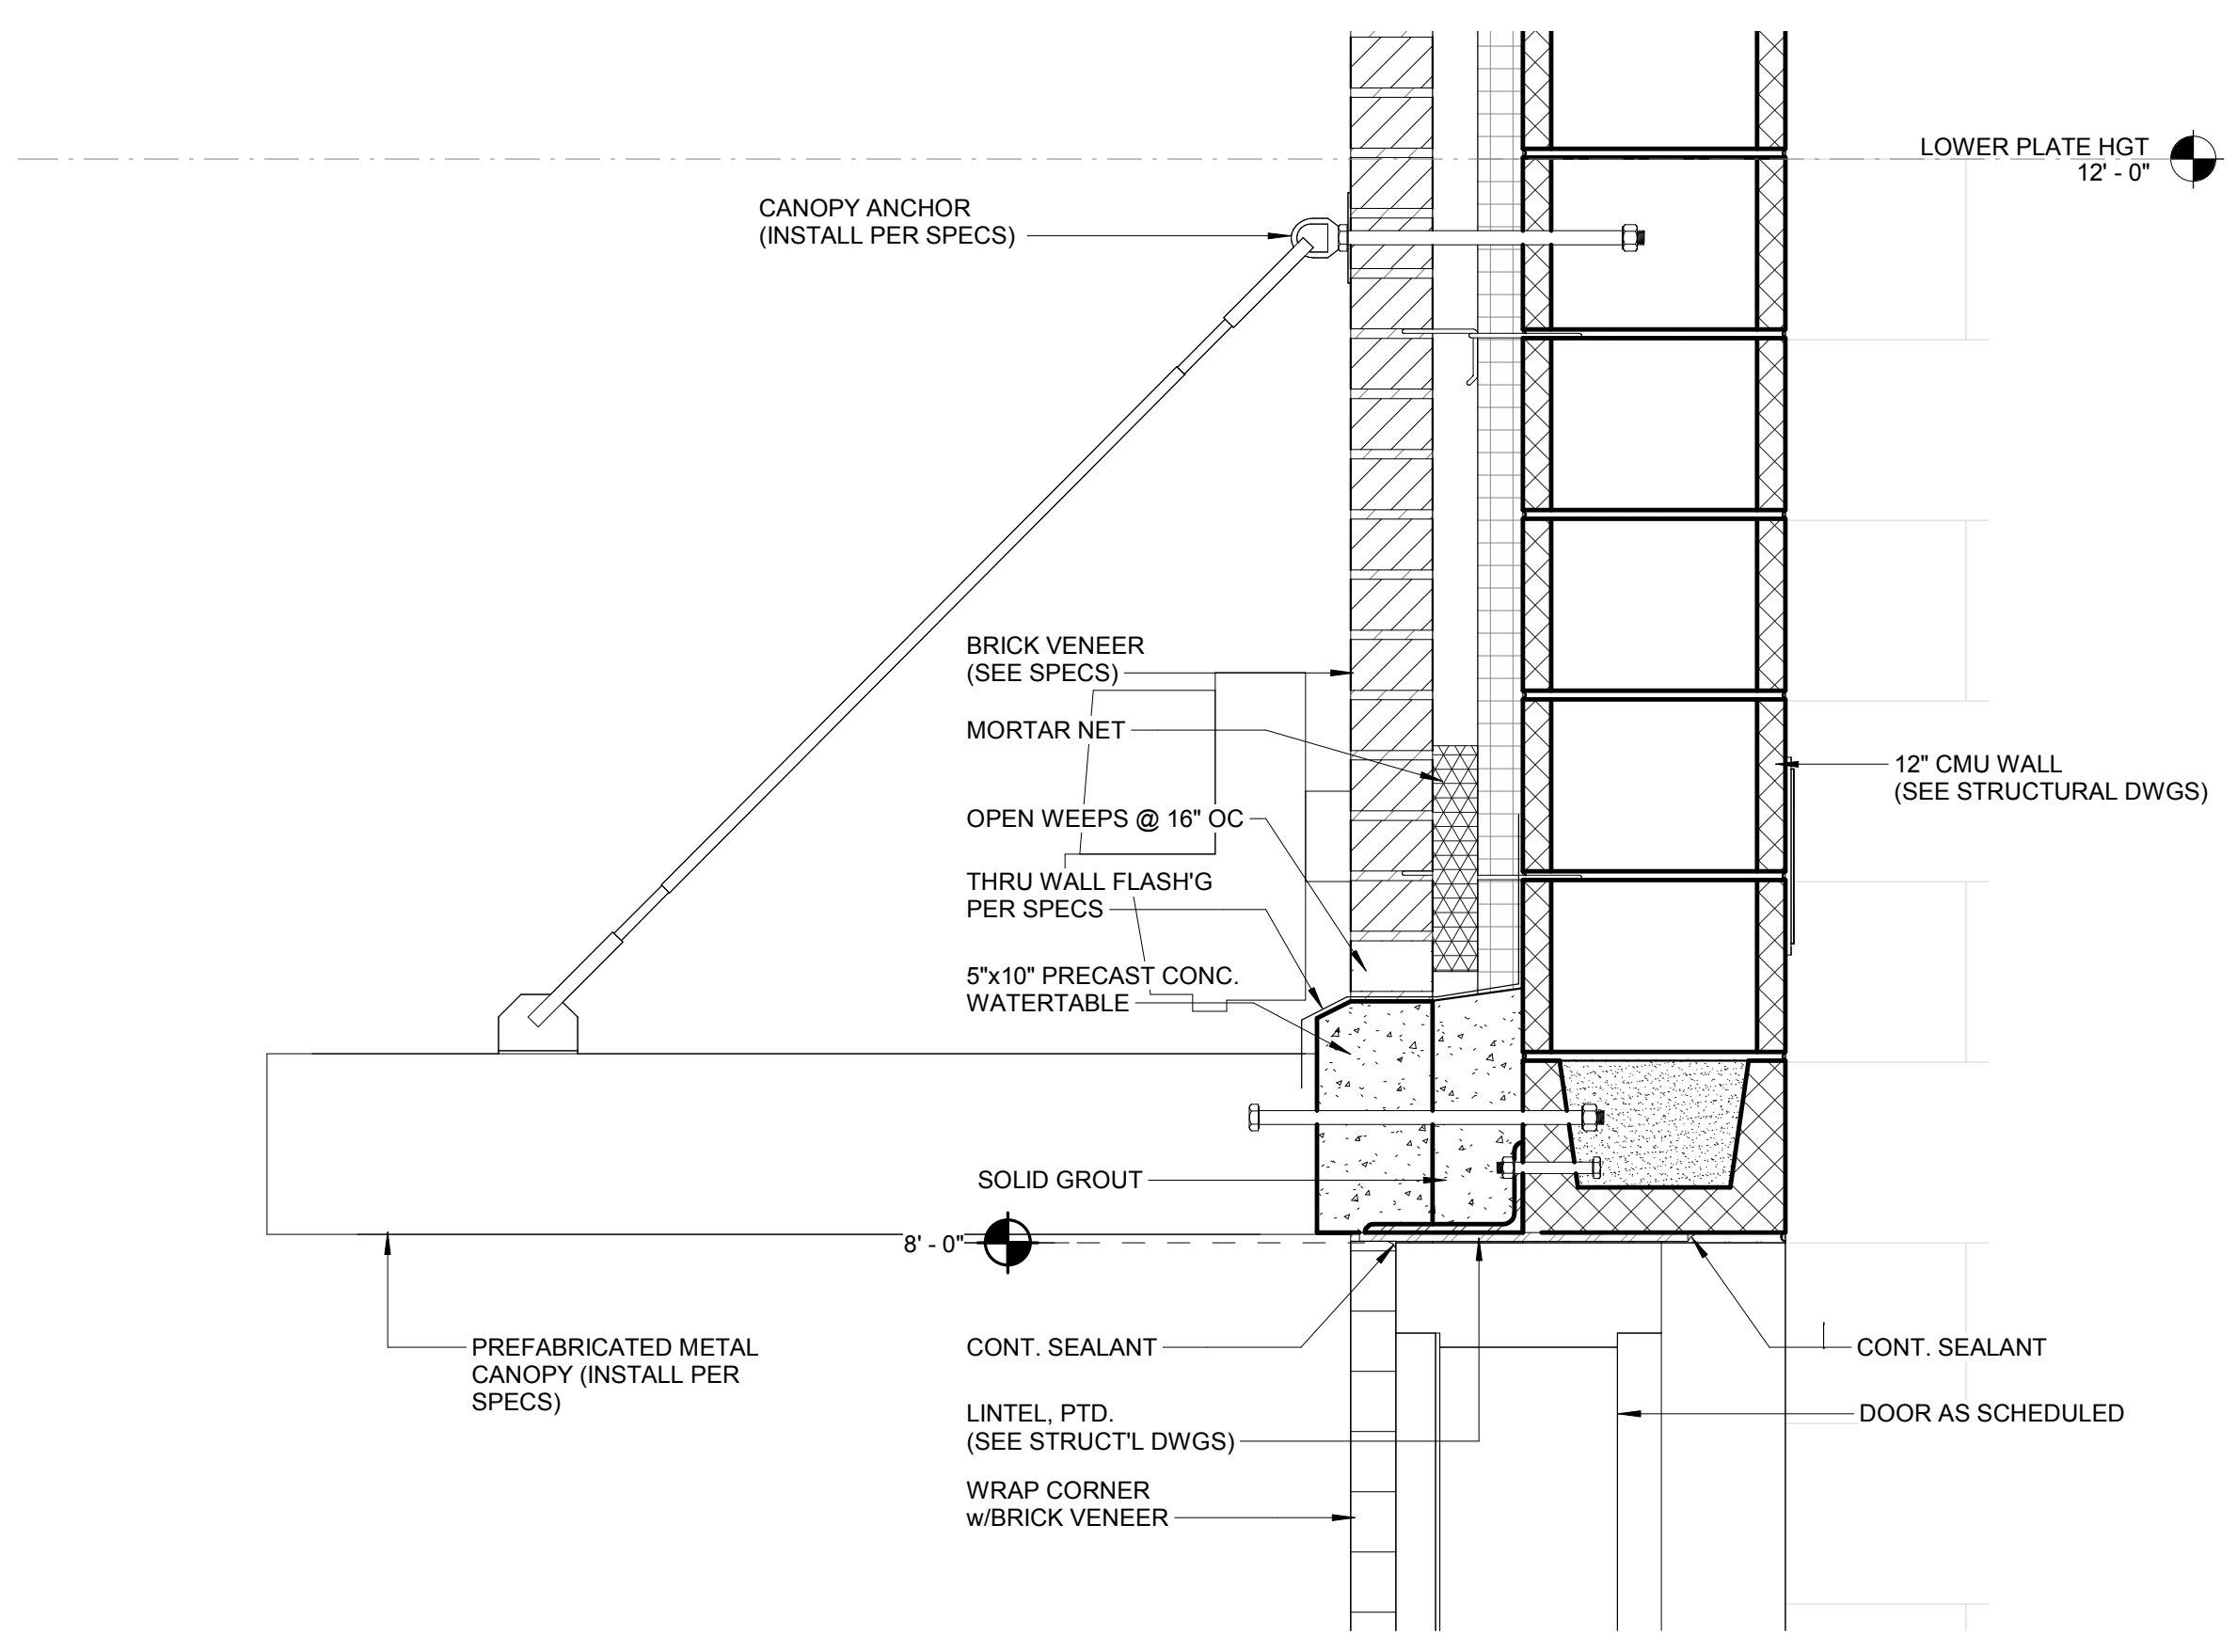 LOWER PLATE HGT
12' - 0"
CANOPY ANCHOR
(INSTALL PER SPECS)
BRICK VENEER
(SEE SPECS)
MORTAR NET
12" CMU WALL
(SEE STRUCTURAL DWGS)
OPEN WEEPS @ 16" OC
THRU WALL FLASH'G
PER SPECS
5"x10" PRECAST CONC.
WATERTABLE
SOLID GROUT
8' - 0"
PREFABRICATED METAL
CANOPY (INSTALL PER
SPECS)
CONT. SEALANT
CONT. SEALANT
LINTEL, PTD.
(SEE STRUCT'L DWGS)
DOOR AS SCHEDULED
WRAP CORNER
w/BRICK VENEER